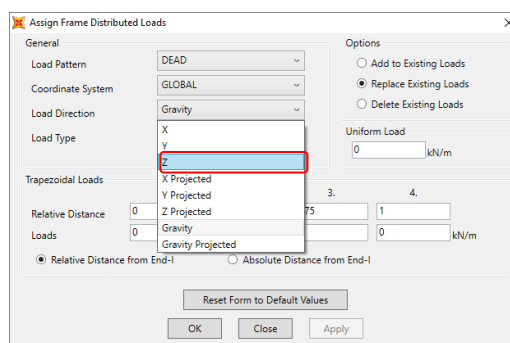 Assign Frame Distributed Loads
General
Options
Load Pattern DEAD
Add to Existing Loads
Coordinate System GLOBAL
Replace Existing Loads
Load Direction Gravity
Delete Existing Loads
Load Type
X
Y
Z
X Projected
Y Projected
Z Projected
Gravity
Gravity Projected
Uniform Load
0 kN/m
Trapezoidal Loads
3. 4.
Relative Distance 0 75 1
Loads 0 0 kN/m
Relative Distance from End-I Absolute Distance from End-I
Reset Form to Default Values
OK Close Apply